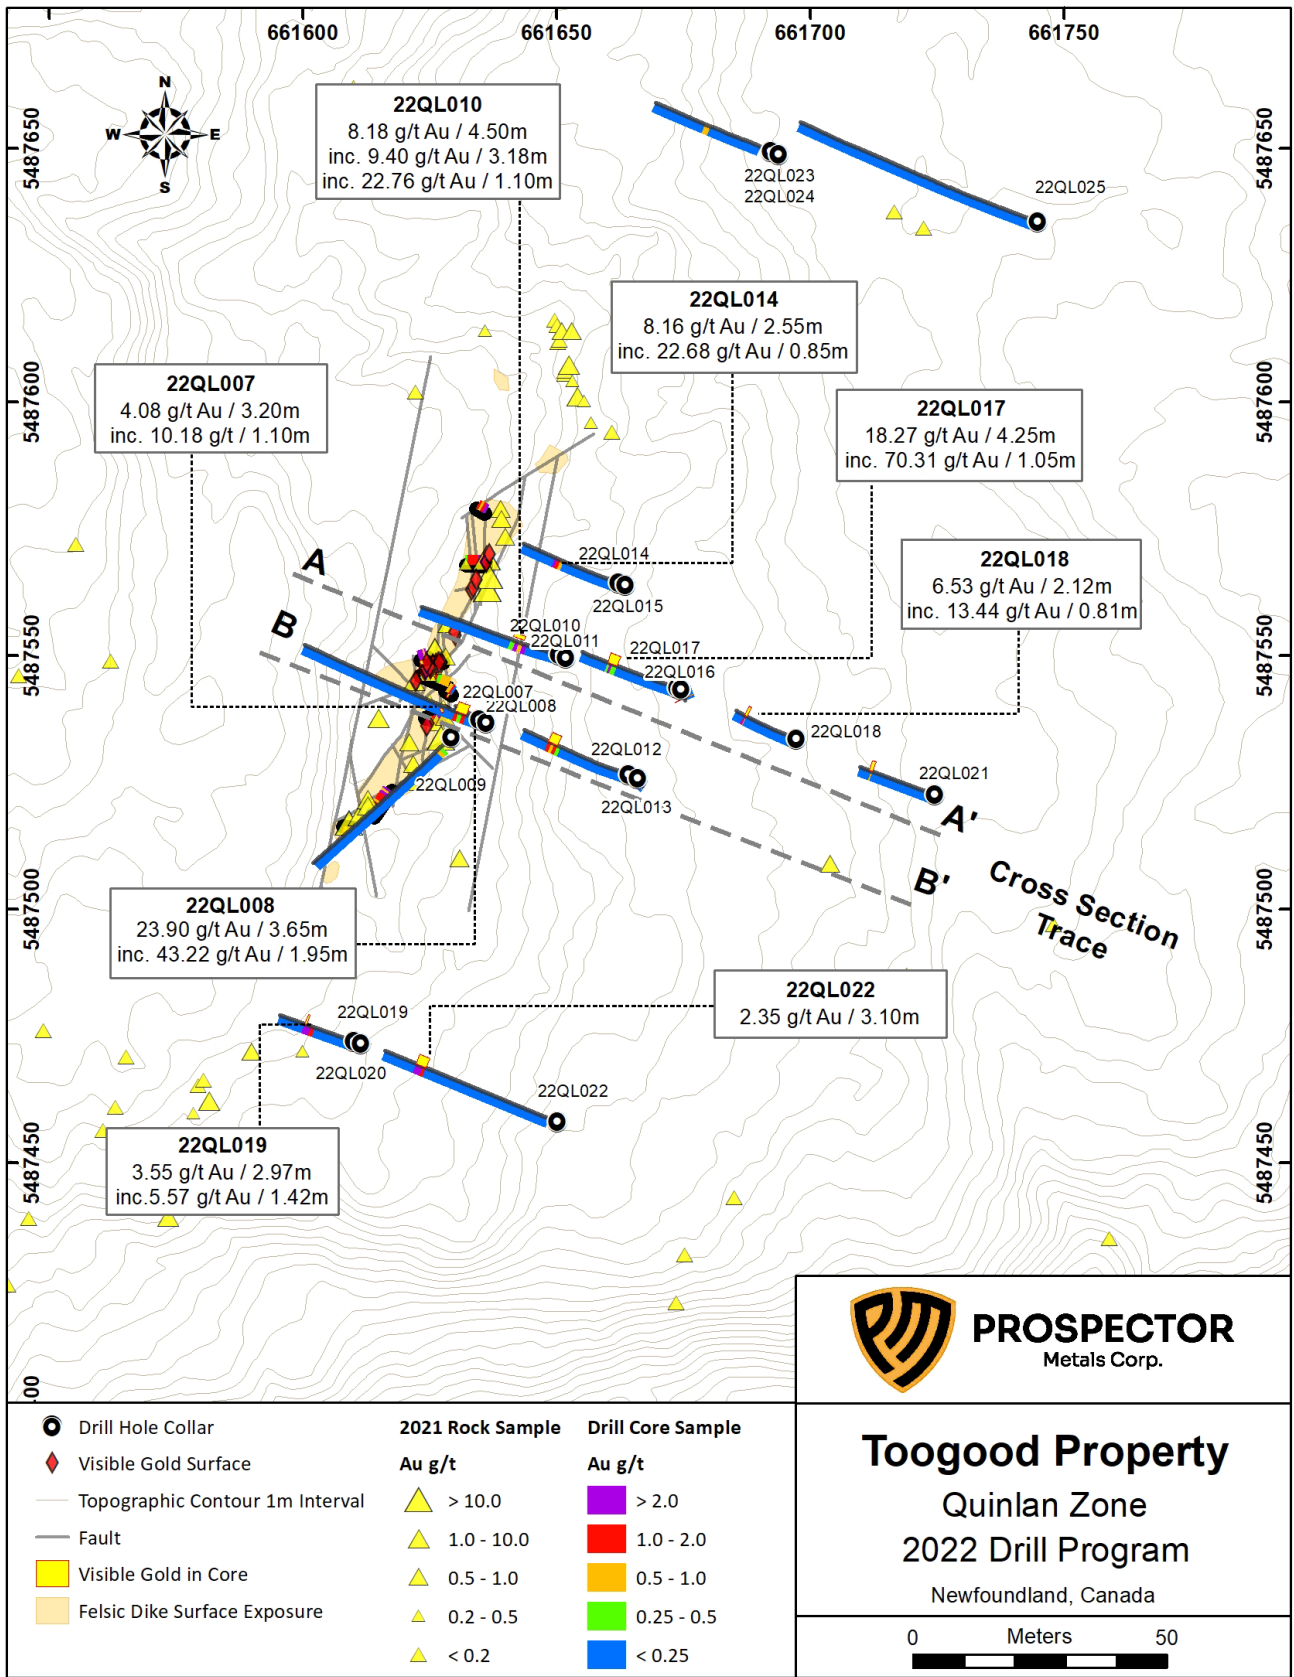 661600
661650
661700
661750
N
W
E
S
5487650
5487600
5487550
5487500
5487450
00
5487650
5487600
5487550
5487500
5487450
22QL010
8.18 g/t Au / 4.50m
inc. 9.40 g/t Au / 3.18m
inc. 22.76 g/t Au / 1.10m
22QL023
22QL024
22QL025
22QL014
8.16 g/t Au / 2.55m
inc. 22.68 g/t Au / 0.85m
22QL007
4.08 g/t Au / 3.20m
inc. 10.18 g/t / 1.10m
22QL017
18.27 g/t Au / 4.25m
inc. 70.31 g/t Au / 1.05m
22QL018
6.53 g/t Au / 2.12m
inc. 13.44 g/t Au / 0.81m
A
B
22QL014
22QL015
22QL010
22QL011
22QL017
22QL016
22QL007
22QL008
22QL018
22QL012
22QL013
22QL009
22QL021
A'
B'
Cross Section
Trace
22QL008
23.90 g/t Au / 3.65m
inc. 43.22 g/t Au / 1.95m
22QL022
2.35 g/t Au / 3.10m
22QL019
22QL020
22QL022
22QL019
3.55 g/t Au / 2.97m
inc.5.57 g/t Au / 1.42m
PROSPECTOR
Metals Corp.
Drill Hole Collar
Visible Gold Surface
Topographic Contour 1m Interval
Fault
Visible Gold in Core
Felsic Dike Surface Exposure
2021 Rock Sample
Au g/t
> 10.0
1.0 - 10.0
0.5 - 1.0
0.2 - 0.5
< 0.2
Drill Core Sample
Au g/t
> 2.0
1.0 - 2.0
0.5 - 1.0
0.25 - 0.5
< 0.25
Toogood Property
Quinlan Zone
2022 Drill Program
Newfoundland, Canada
0 Meters 50